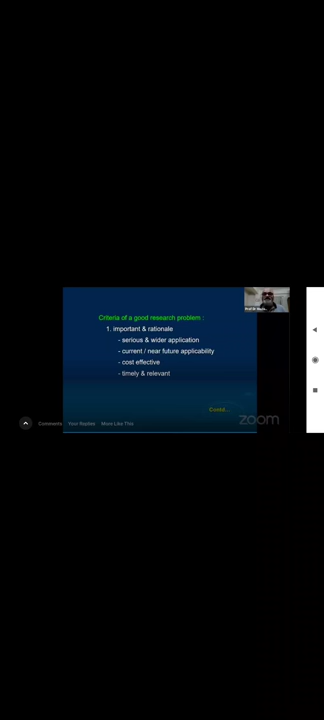 Criteria of a good research problem :
1. important & rationale
- serious & wider application
- current / near future applicability
- cost effective
- timely & relevant
zoom
Comments Your Replies More Like This